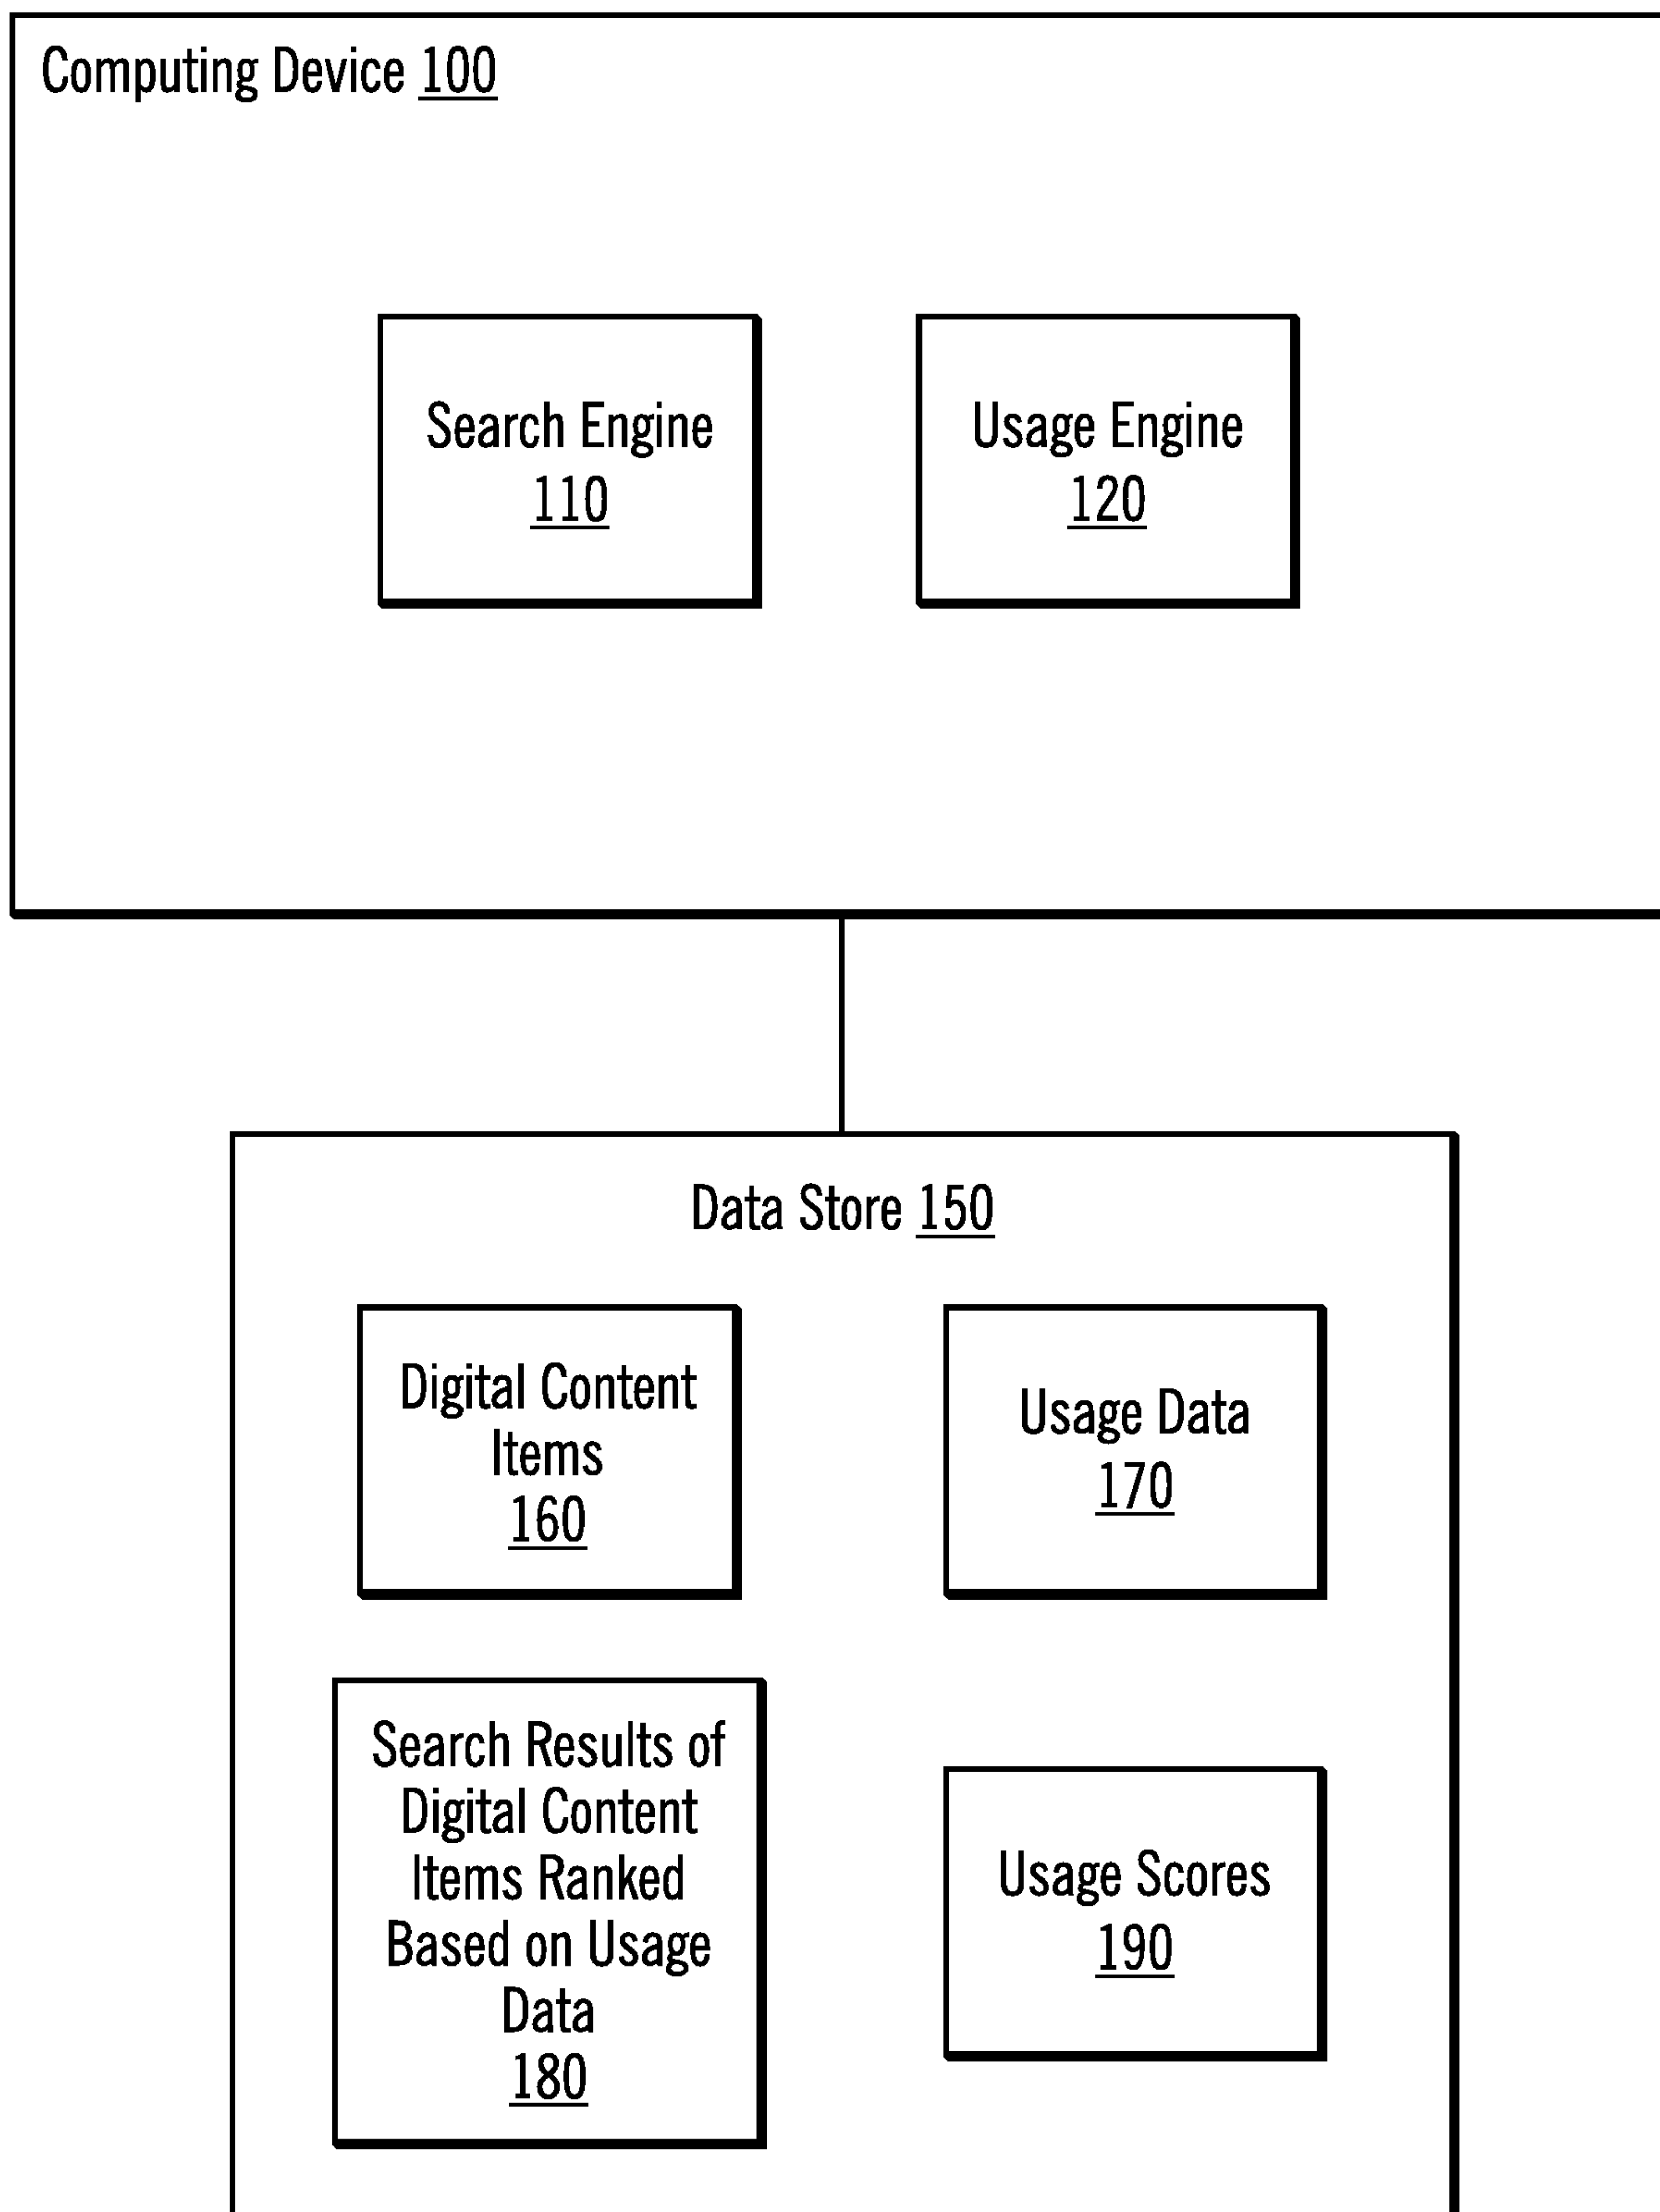 Computing Device 100
Search Engine
110
Usage Engine
120
Data Store 150
Digital Content
Items
160
Usage Data
170
Search Results of
Digital Content
Items Ranked
Based on Usage
Data
180
Usage Scores
190